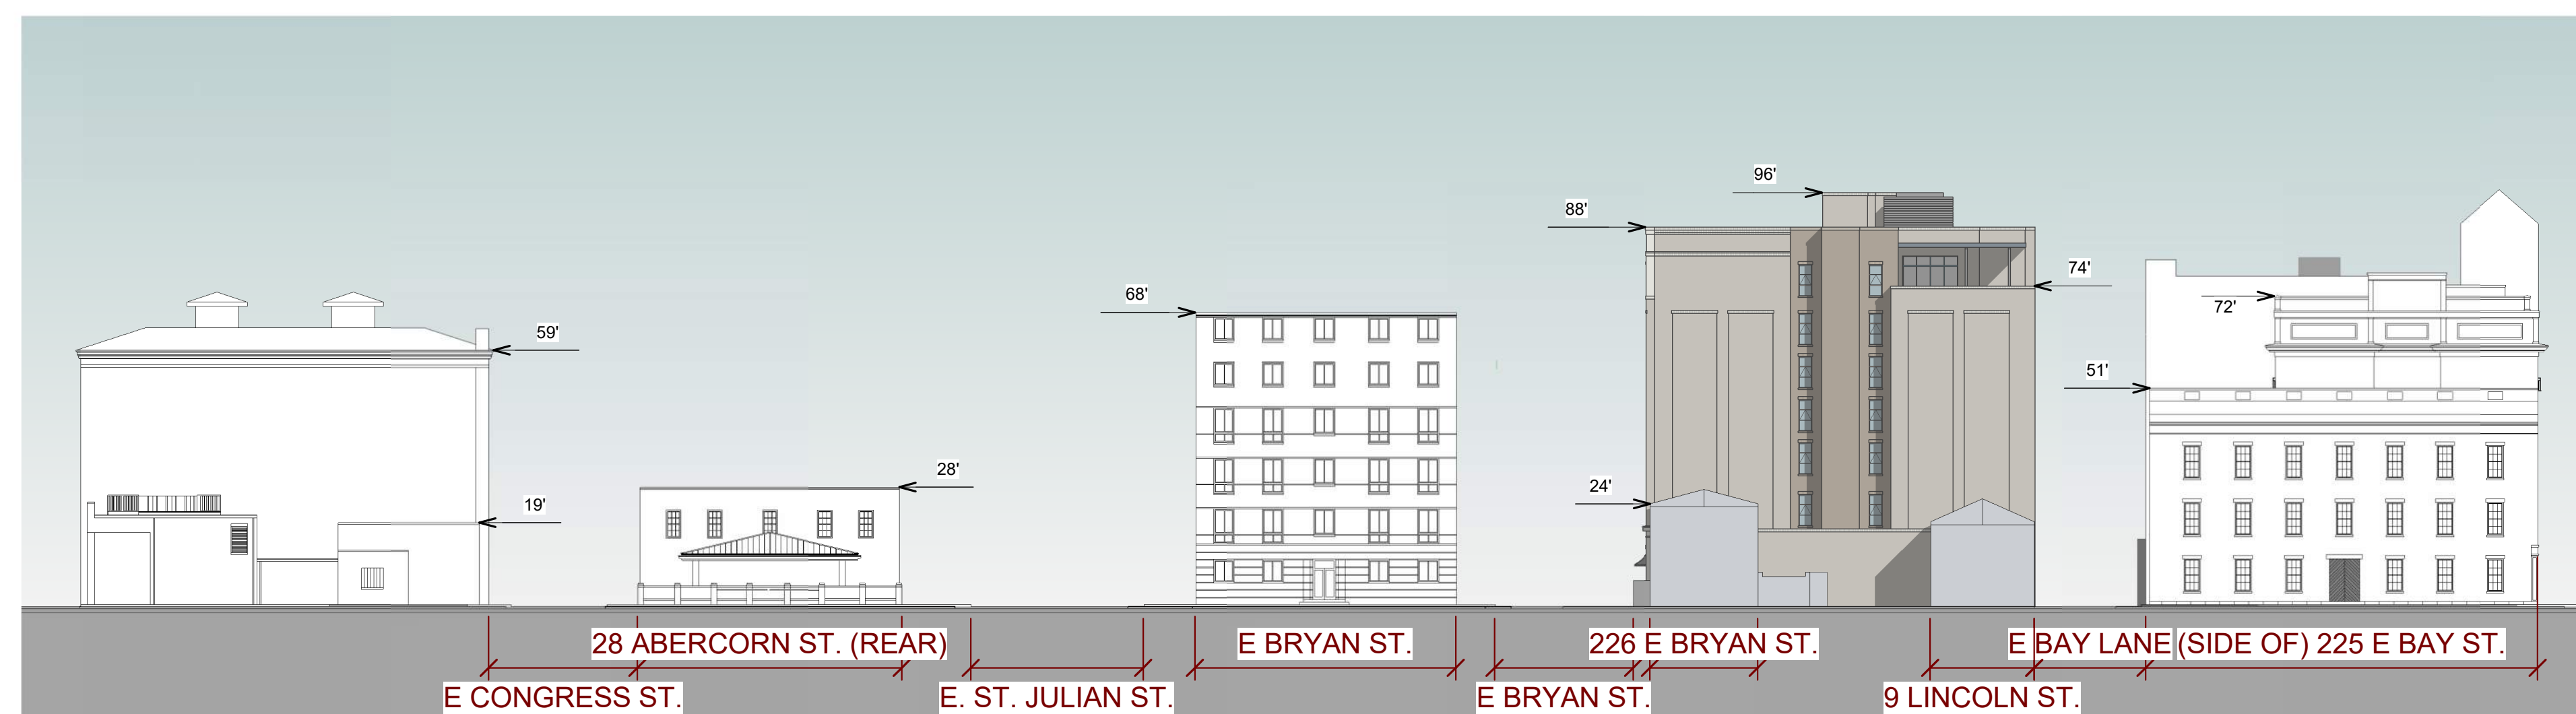 96'
88'
74'
68'
72'
59'
51'
28'
24'
19'
28 ABERCORN ST. (REAR)
E BRYAN ST.
226 E BRYAN ST.
E BAY LANE
(SIDE OF) 225 E BAY ST.
E CONGRESS ST.
E. ST. JULIAN ST.
E BRYAN ST.
9 LINCOLN ST.